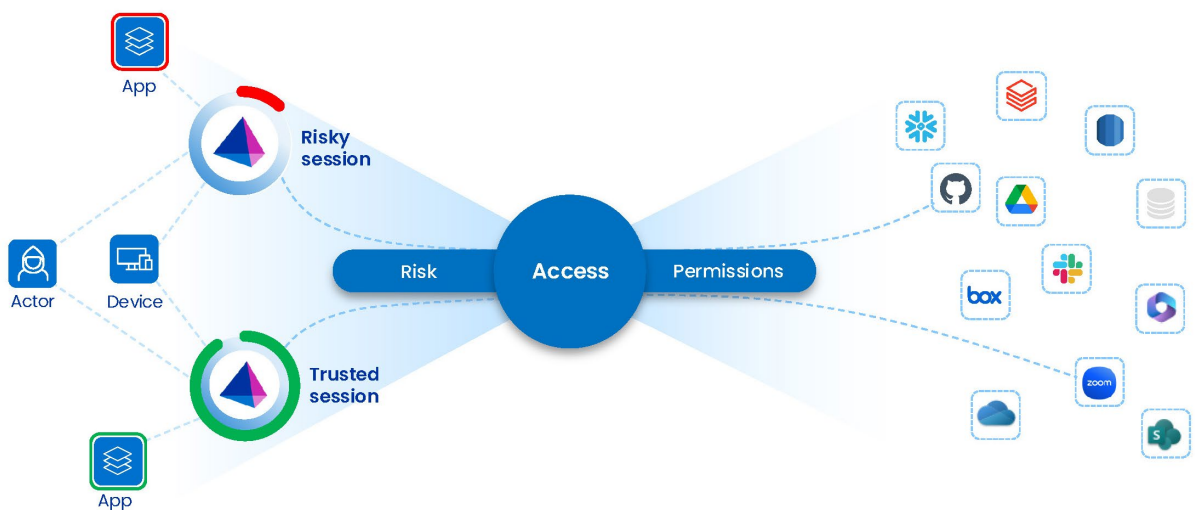 App
Risky
session
Actor
Device
Risk
Access
Permissions
Trusted
session
App
box
zoom
S